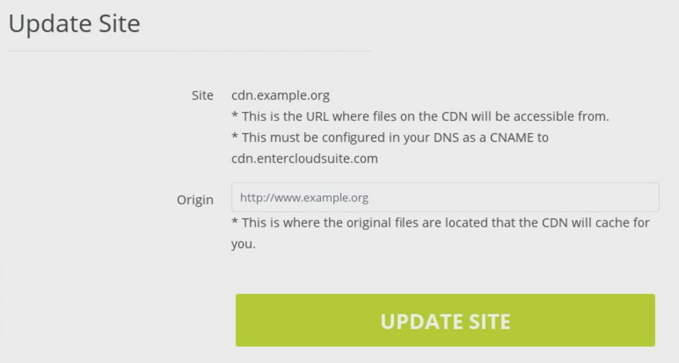 Update Site
Site
cdn.example.org
* This is the URL where files on the CDN will be accessible from.
* This must be configured in your DNS as a CNAME to
cdn.entercloudsuite.com
Origin
http://www.example.org
* This is where the original files are located that the CDN will cache for
you.
UPDATE SITE